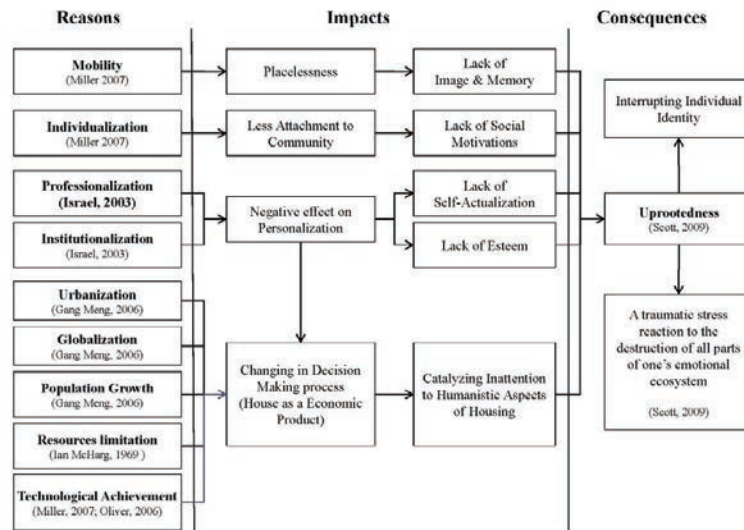 Reasons
Impacts
Consequences
Mobility
(Miller 2007)
Placelessness
Lack of
Image & Memory
Individualization
(Miller 2007)
Less Attachment to
Community
Lack of Social
Motivations
Professionalization
(Israel, 2003)
Institutionalization
(Israel, 2003)
Negative effect on
Personalization
Lack of
Self-Actualization
Lack of Esteem
Urbanization
(Gang Meng, 2006)
Globalization
(Gang Meng, 2006)
Population Growth
(Gang Meng, 2006)
Resources limitation
(Ian McHarg, 1969 )
Technological Achievement
(Miller, 2007; Oliver, 2006)
Changing in Decision
Making process
(House as a Economic
Product)
Catalyzing Inattention
to Humanistic Aspects
of Housing
Interrupting Individual
Identity
Uprootedness
(Scott, 2009)
A traumatic stress
reaction to the
destruction of all parts
of one's emotional
ecosystem
(Scott, 2009)